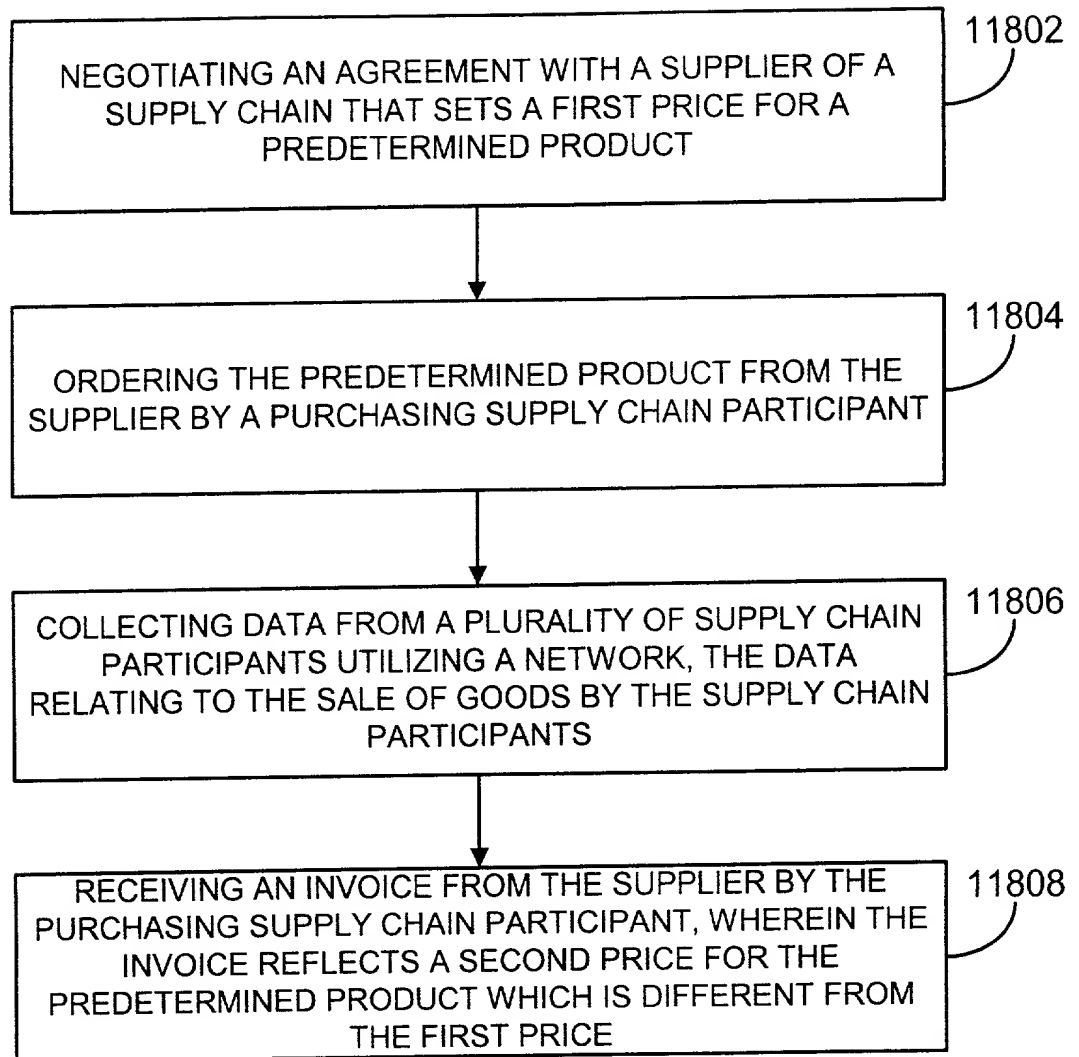 11802
NEGOTIATING AN AGREEMENT WITH A SUPPLIER OF A
SUPPLY CHAIN THAT SETS A FIRST PRICE FOR A
PREDETERMINED PRODUCT
11804
ORDERING THE PREDETERMINED PRODUCT FROM THE
SUPPLIER BY A PURCHASING SUPPLY CHAIN PARTICIPANT
11806
COLLECTING DATA FROM A PLURALITY OF SUPPLY CHAIN
PARTICIPANTS UTILIZING A NETWORK, THE DATA
RELATING TO THE SALE OF GOODS BY THE SUPPLY CHAIN
PARTICIPANTS
11808
RECEIVING AN INVOICE FROM THE SUPPLIER BY THE
PURCHASING SUPPLY CHAIN PARTICIPANT, WHEREIN THE
INVOICE REFLECTS A SECOND PRICE FOR THE
PREDETERMINED PRODUCT WHICH IS DIFFERENT FROM
THE FIRST PRICE